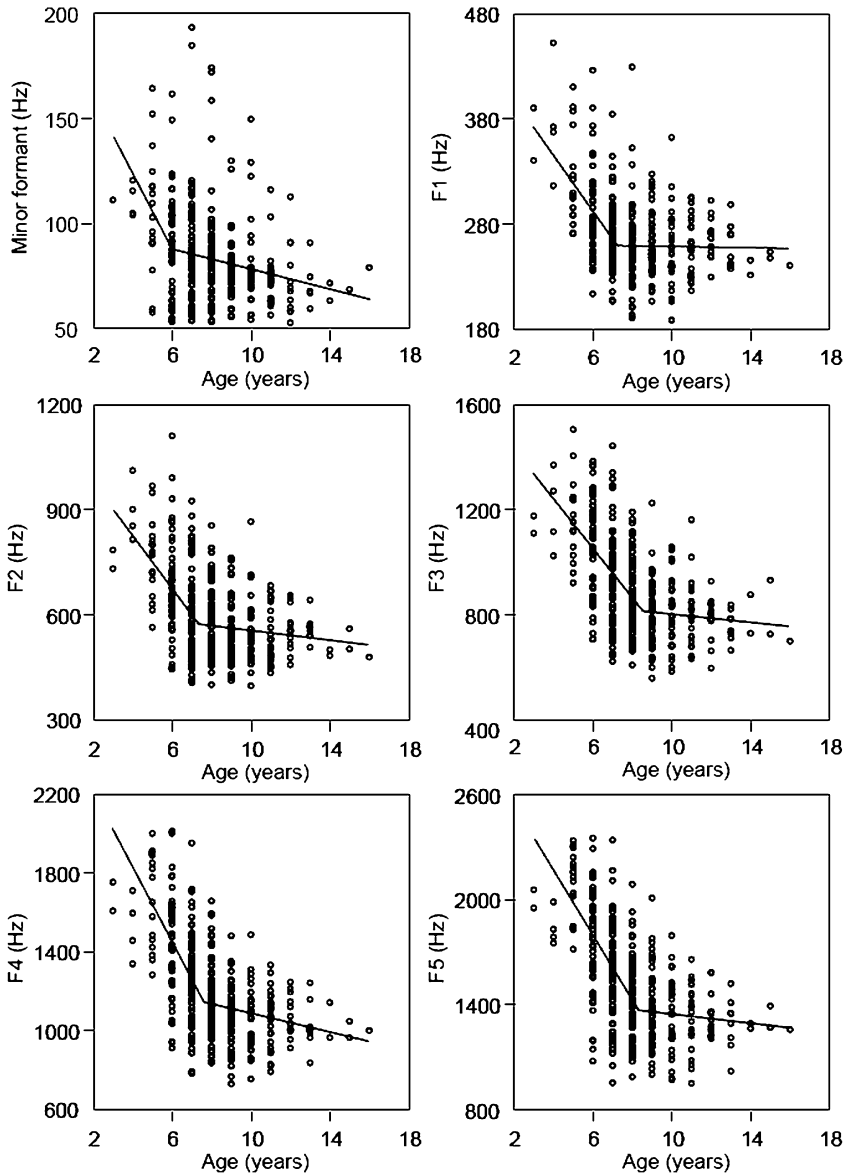 200
150
100
50
Minor formant (Hz)
2 6 10 14 18
Age (years)
480
380
280
180
F1 (Hz)
2 6 10 14 18
Age (years)
1200
900
600
300
F2 (Hz)
2 6 10 14 18
Age (years)
1600
1200
800
400
F3 (Hz)
2 6 10 14 18
Age (years)
2200
1800
1400
1000
600
F4 (Hz)
2 6 10 14 18
Age (years)
2600
2000
1400
800
F5 (Hz)
2 6 10 14 18
Age (years)